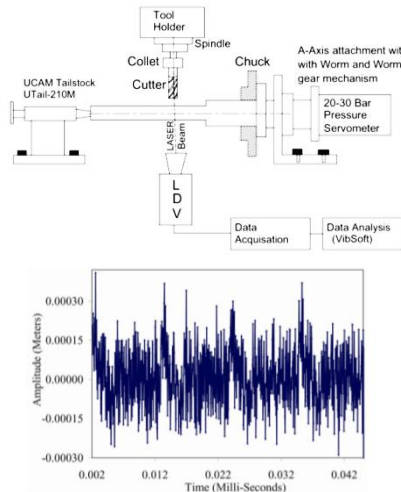 Tool
Holder
Spindle
Collet
Cutter
Chuck
A-Axis attachment wit
with Worm and Worm
gear mechanism
UCAM Tailstock
UTail-210M
20-30 Bar
Pressure
Servometer
LASER
Beam
L
D
V
Data
Acquisation
Data Analysis
(VibSoft)
Amplitude (Meters)
0.00030
0.00015
0.00000
-0.00015
-0.00030
0.002
0.012
0.022
0.032
0.042
Time (Milli-Seconds)